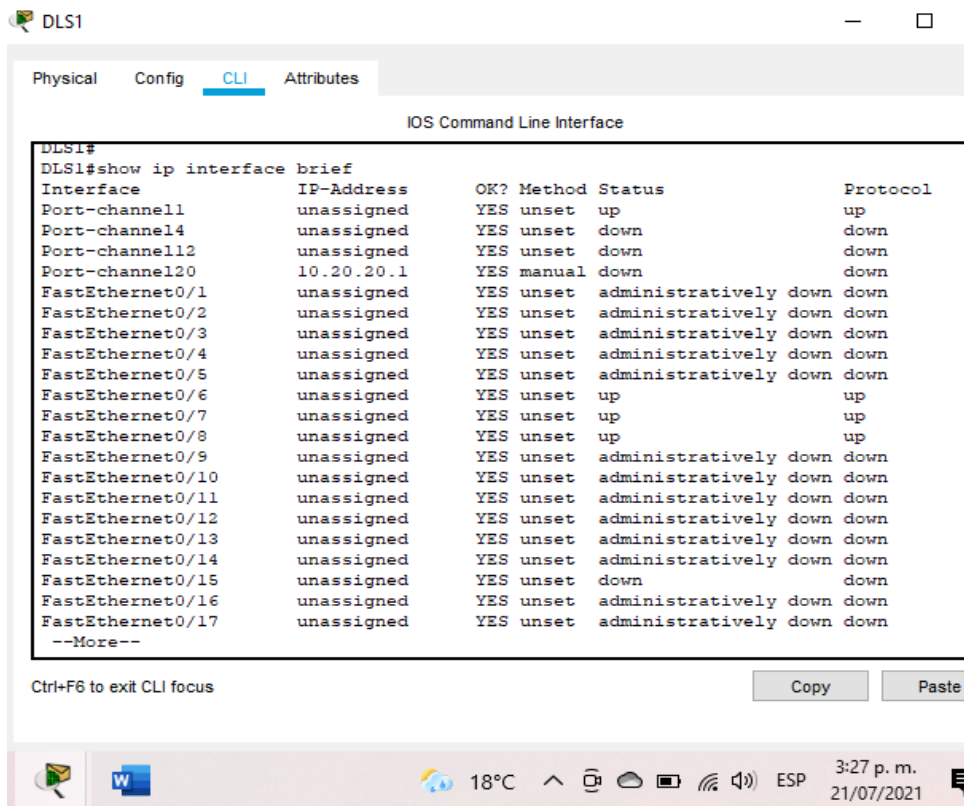 DLS1
Physical Config CLI Attributes
IOS Command Line Interface
DLS1#
DLS1#show ip interface brief
Interface IP-Address OK? Method Status Protocol
Port-channel1 unassigned YES unset up up
Port-channel4 unassigned YES unset down down
Port-channel12 unassigned YES unset down down
Port-channel20 10.20.20.1 YES manual down down
FastEthernet0/1 unassigned YES unset administratively down down
FastEthernet0/2 unassigned YES unset administratively down down
FastEthernet0/3 unassigned YES unset administratively down down
FastEthernet0/4 unassigned YES unset administratively down down
FastEthernet0/5 unassigned YES unset administratively down down
FastEthernet0/6 unassigned YES unset up up
FastEthernet0/7 unassigned YES unset up up
FastEthernet0/8 unassigned YES unset up up
FastEthernet0/9 unassigned YES unset administratively down down
FastEthernet0/10 unassigned YES unset administratively down down
FastEthernet0/11 unassigned YES unset administratively down down
FastEthernet0/12 unassigned YES unset administratively down down
FastEthernet0/13 unassigned YES unset administratively down down
FastEthernet0/14 unassigned YES unset administratively down down
FastEthernet0/15 unassigned YES unset down down
FastEthernet0/16 unassigned YES unset administratively down down
FastEthernet0/17 unassigned YES unset administratively down down
--More--
Ctrl+F6 to exit CLI focus Copy Paste
W 18°C ESP 3:27 p. m.
21/07/2021